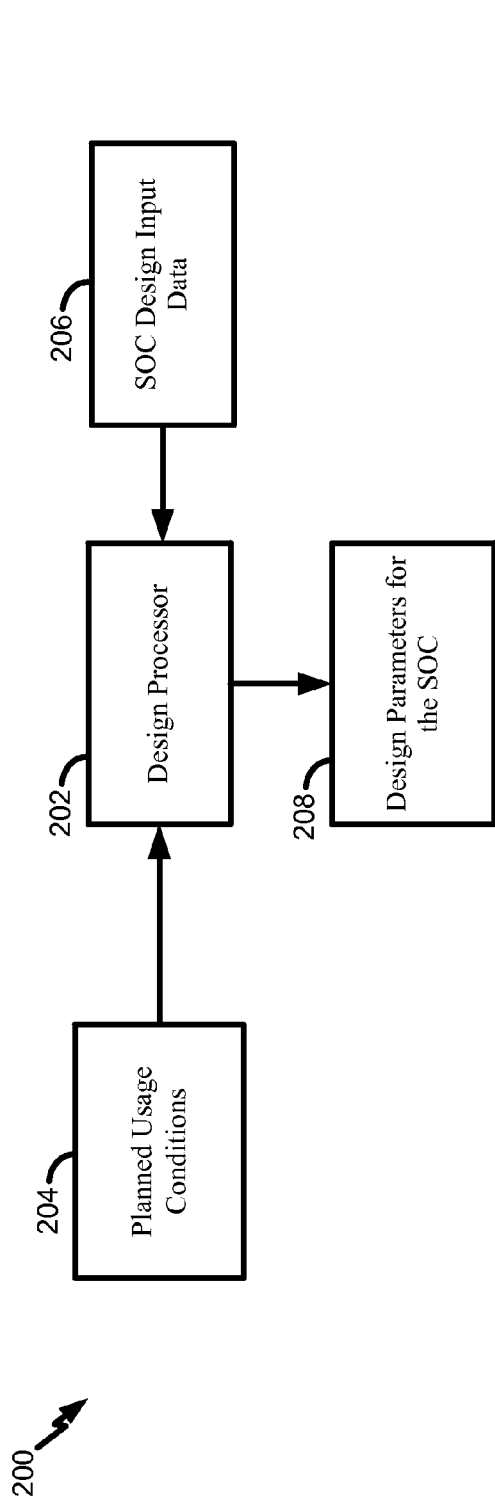 200
204
Planned Usage
Conditions
202
Design Processor
206
SOC Design Input
Data
208
Design Parameters for
the SOC